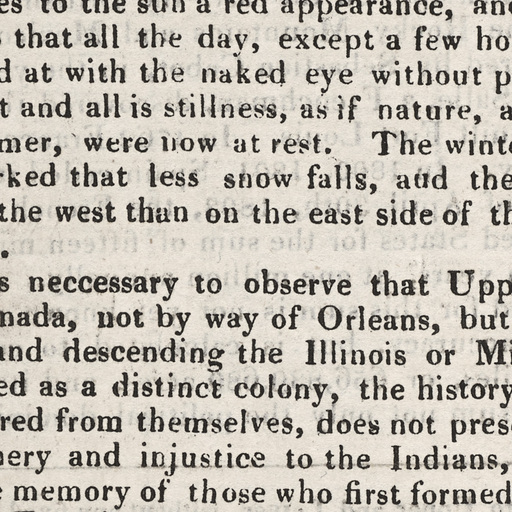 es to the sun a red appearance, and
that all the day, except a few ho
d at with the naked eye without p
t and all is stillness, as if nature, a
mer, were now at rest. The winte
rked that less snow falls, and the
the west than on the east side of th
.
s neccessary to observe that Upp
nada, not by way of Orleans, but
and descending the Illinois or Mi
ed as a distinct colony, the history
red from themselves, does not pres
nery and injustice to the Indians,
memory of those who first formed